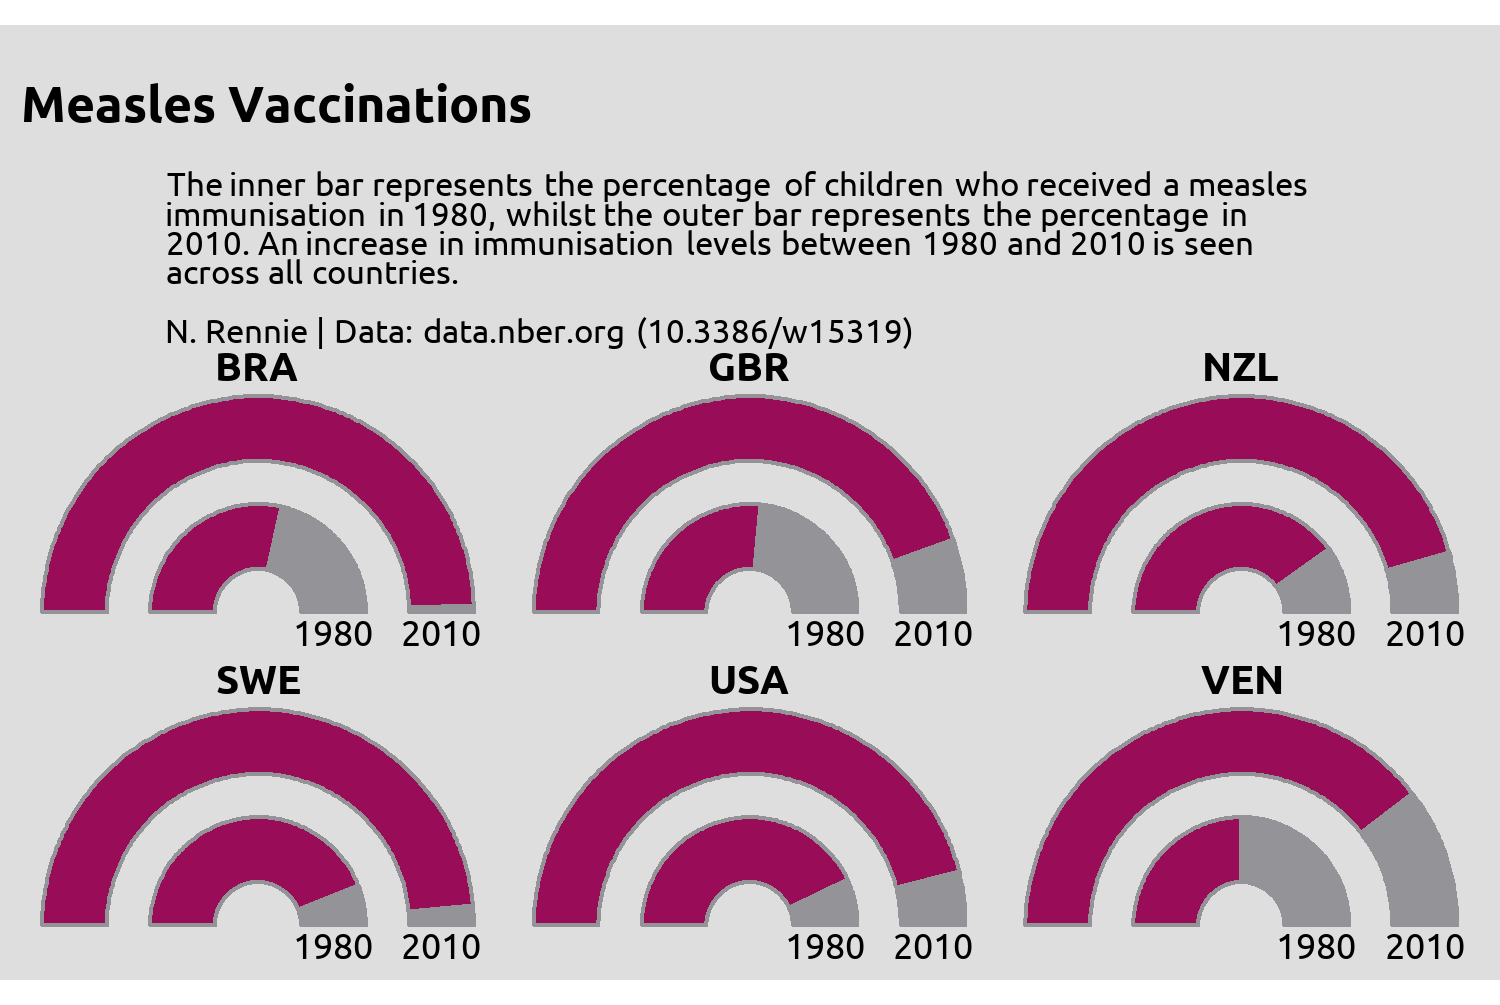 Measles Vaccinations
The inner bar represents the percentage of children who received a measles
immunisation in 1980, whilst the outer bar represents the percentage in
2010. An increase in immunisation levels between 1980 and 2010 is seen
across all countries.
N. Rennie | Data: data.nber.org (10.3386/w15319)
BRA GBR NZL
1980 2010 1980 2010 1980 2010
SWE USA VEN
1980 2010 1980 2010 1980 2010